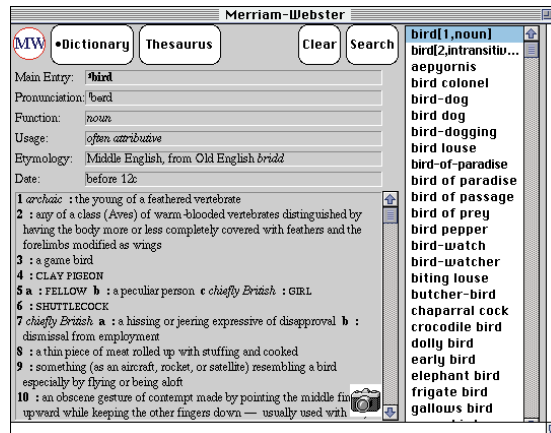 Merriam-Webster
MW
•Dictionary
Thesaurus
Clear
Search
Main Entry: ¹bird
Pronunciation: ˈbərd
Function: noun
Usage: often attributive
Etymology: Middle English, from Old English bridd
Date: before 12c
1 archaic : the young of a feathered vertebrate
2 : any of a class (Aves) of warm-blooded vertebrates distinguished by
having the body more or less completely covered with feathers and the
forelimbs modified as wings
3 : a game bird
4 : CLAY PIGEON
5 a : FELLOW b : a peculiar person c chiefly British : GIRL
6 : SHUTTLECOCK
7 chiefly British a : a hissing or jeering expressive of disapproval b :
dismissal from employment
8 : a thin piece of meat rolled up with stuffing and cooked
9 : something (as an aircraft, rocket, or satellite) resembling a bird
especially by flying or being aloft
10 : an obscene gesture of contempt made by pointing the middle
upward while keeping the other fingers down — usually used with
bird[1,noun]
bird[2,intransitiv...
aepyornis
bird colonel
bird-dog
bird dog
bird-dogging
bird louse
bird-of-paradise
bird of paradise
bird of passage
bird of prey
bird pepper
bird-watch
bird-watcher
biting louse
butcher-bird
chaparral cock
crocodile bird
dolly bird
early bird
elephant bird
frigate bird
gallows bird